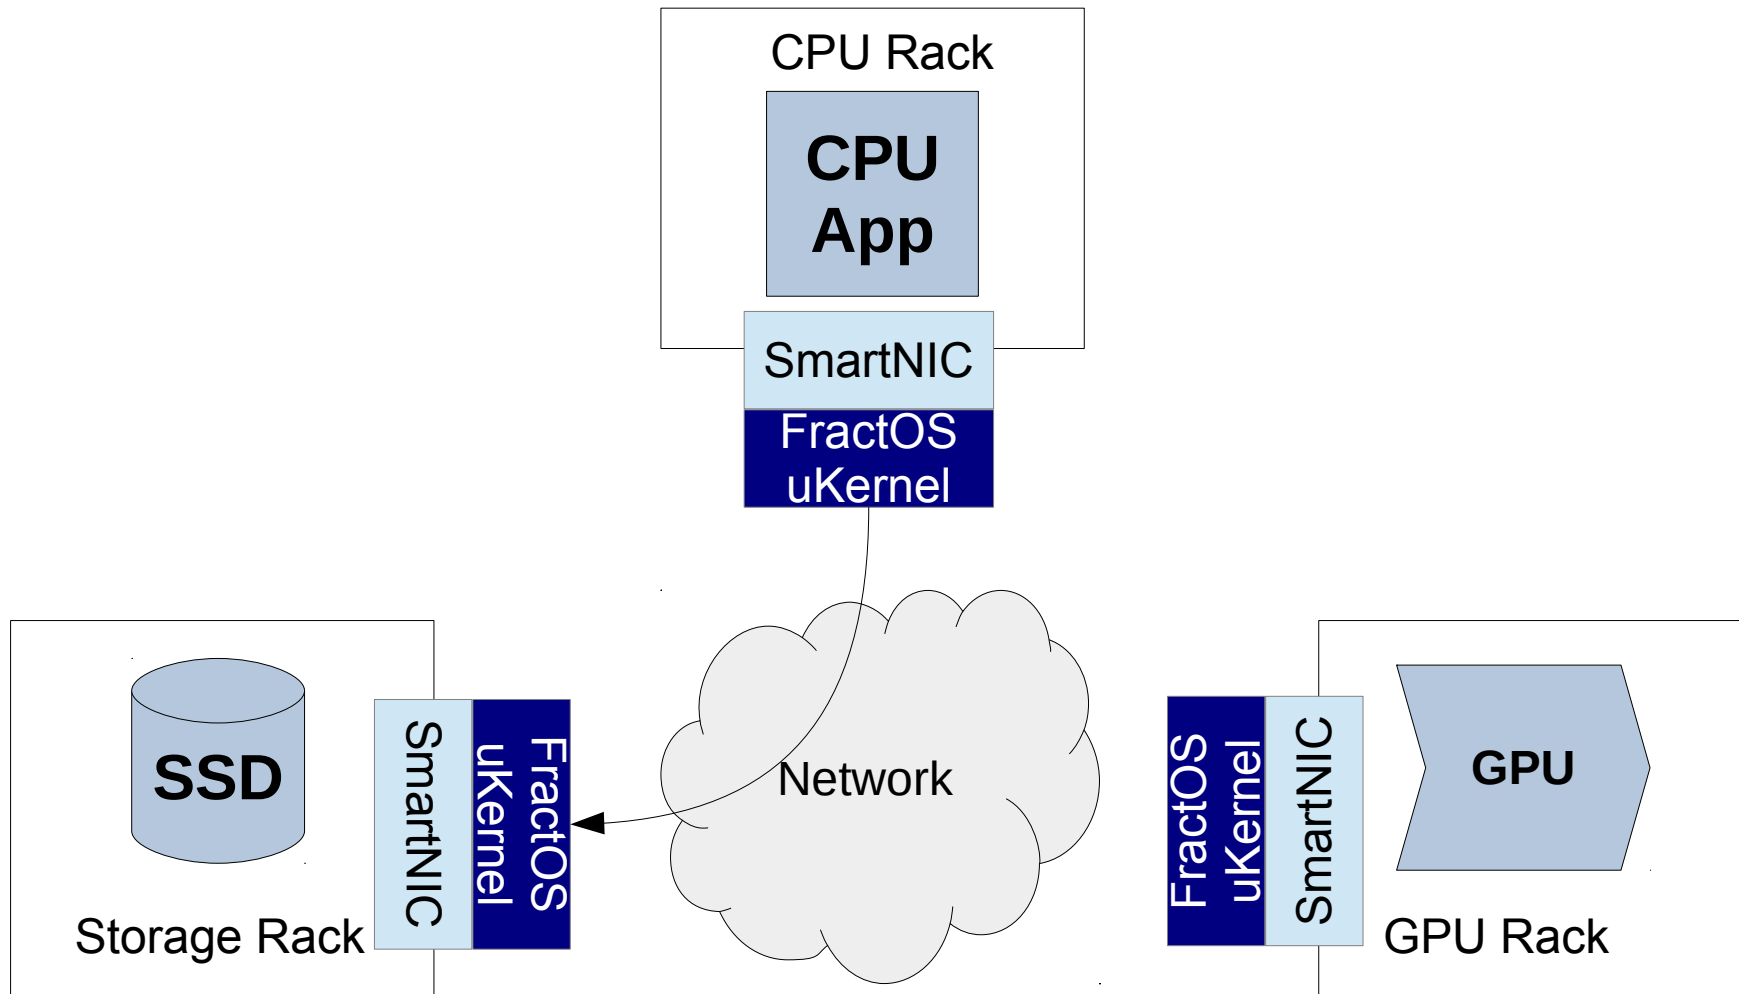 CPU Rack
CPU
App
SmartNIC
FractOS
uKernel
SSD
Storage Rack
SmartNIC
FractOS
uKernel
Network
FractOS
uKernel
SmartNIC
GPU
GPU Rack